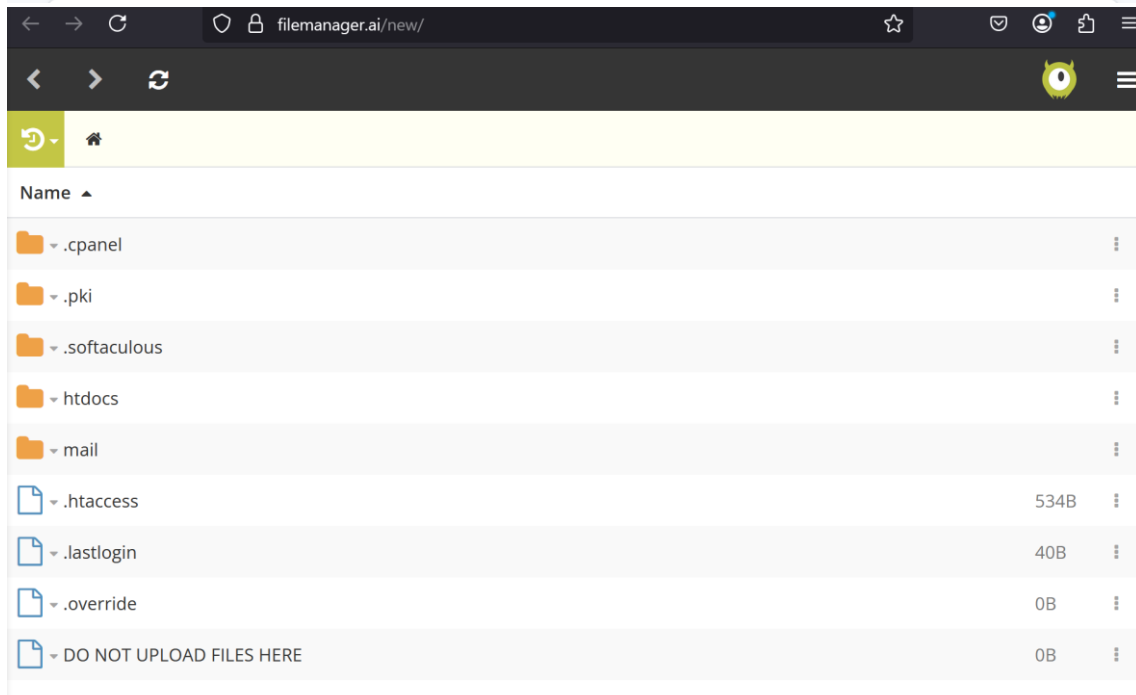 filemanager.ai/new/
Name
.cpanel
.pki
.softaculous
htdocs
mail
.htaccess 534B
.lastlogin 40B
.override 0B
DO NOT UPLOAD FILES HERE 0B